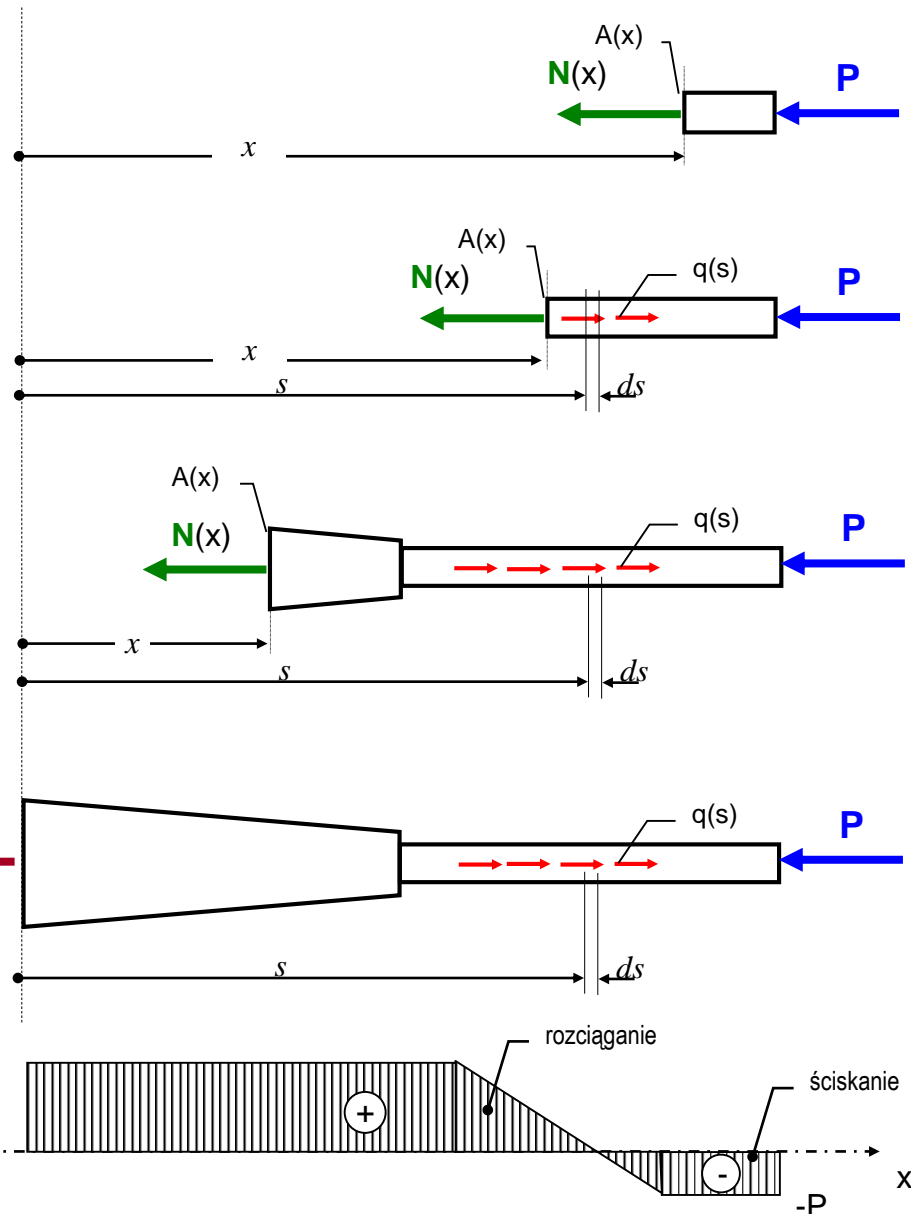 A(x)
N(x)
P
x
A(x)
N(x)
q(s)
P
x
s
ds
A(x)
N(x)
q(s)
P
x
s
ds
q(s)
P
s
ds
rozciąganie
ściskanie
+
-
x
-P